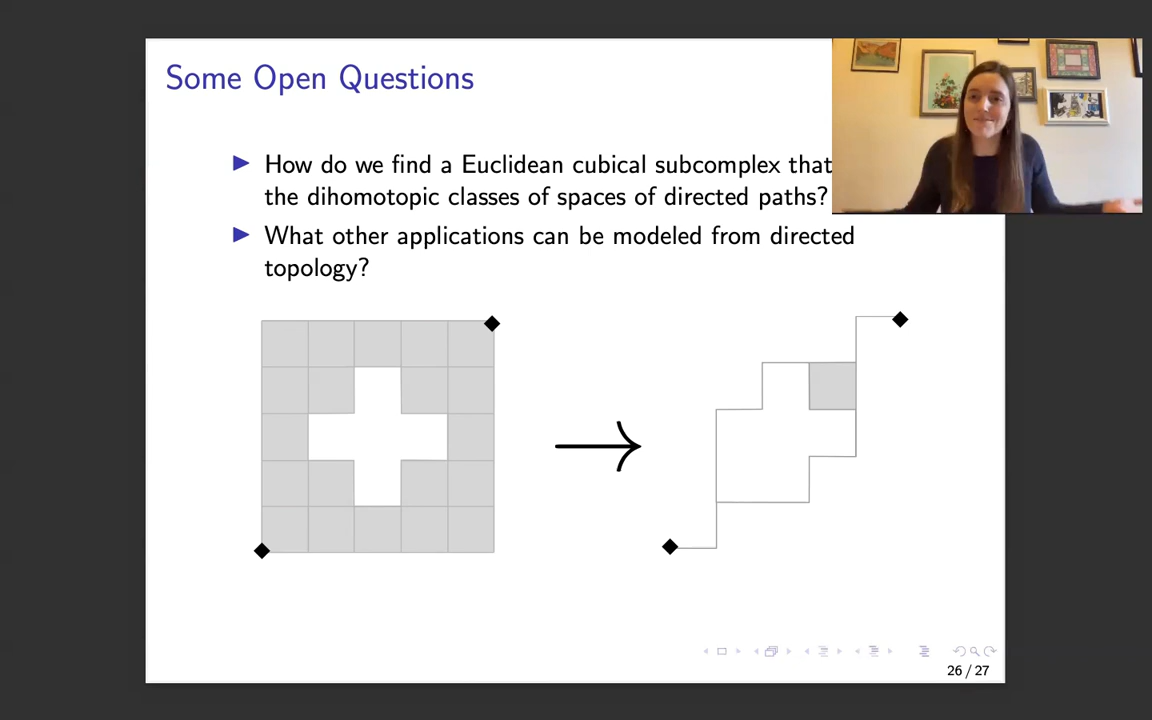 Some Open Questions
How do we find a Euclidean cubical subcomplex that
the dihomotopic classes of spaces of directed paths?
What other applications can be modeled from directed
topology?
26 / 27